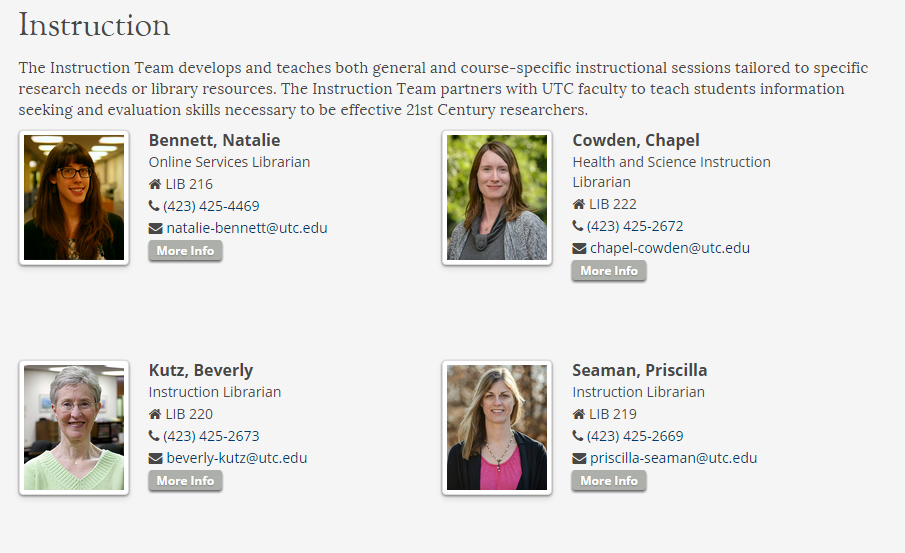 Instruction
The Instruction Team develops and teaches both general and course-specific instructional sessions tailored to specific
research needs or library resources. The Instruction Team partners with UTC faculty to teach students information
seeking and evaluation skills necessary to be effective 21st Century researchers.
Bennett, Natalie
Online Services Librarian
LIB 216
(423) 425-4469
natalie-bennett@utc.edu
More Info
Cowden, Chapel
Health and Science Instruction
Librarian
LIB 222
(423) 425-2672
chapel-cowden@utc.edu
More Info
Kutz, Beverly
Instruction Librarian
LIB 220
(423) 425-2673
beverly-kutz@utc.edu
More Info
Seaman, Priscilla
Instruction Librarian
LIB 219
(423) 425-2669
priscilla-seaman@utc.edu
More Info